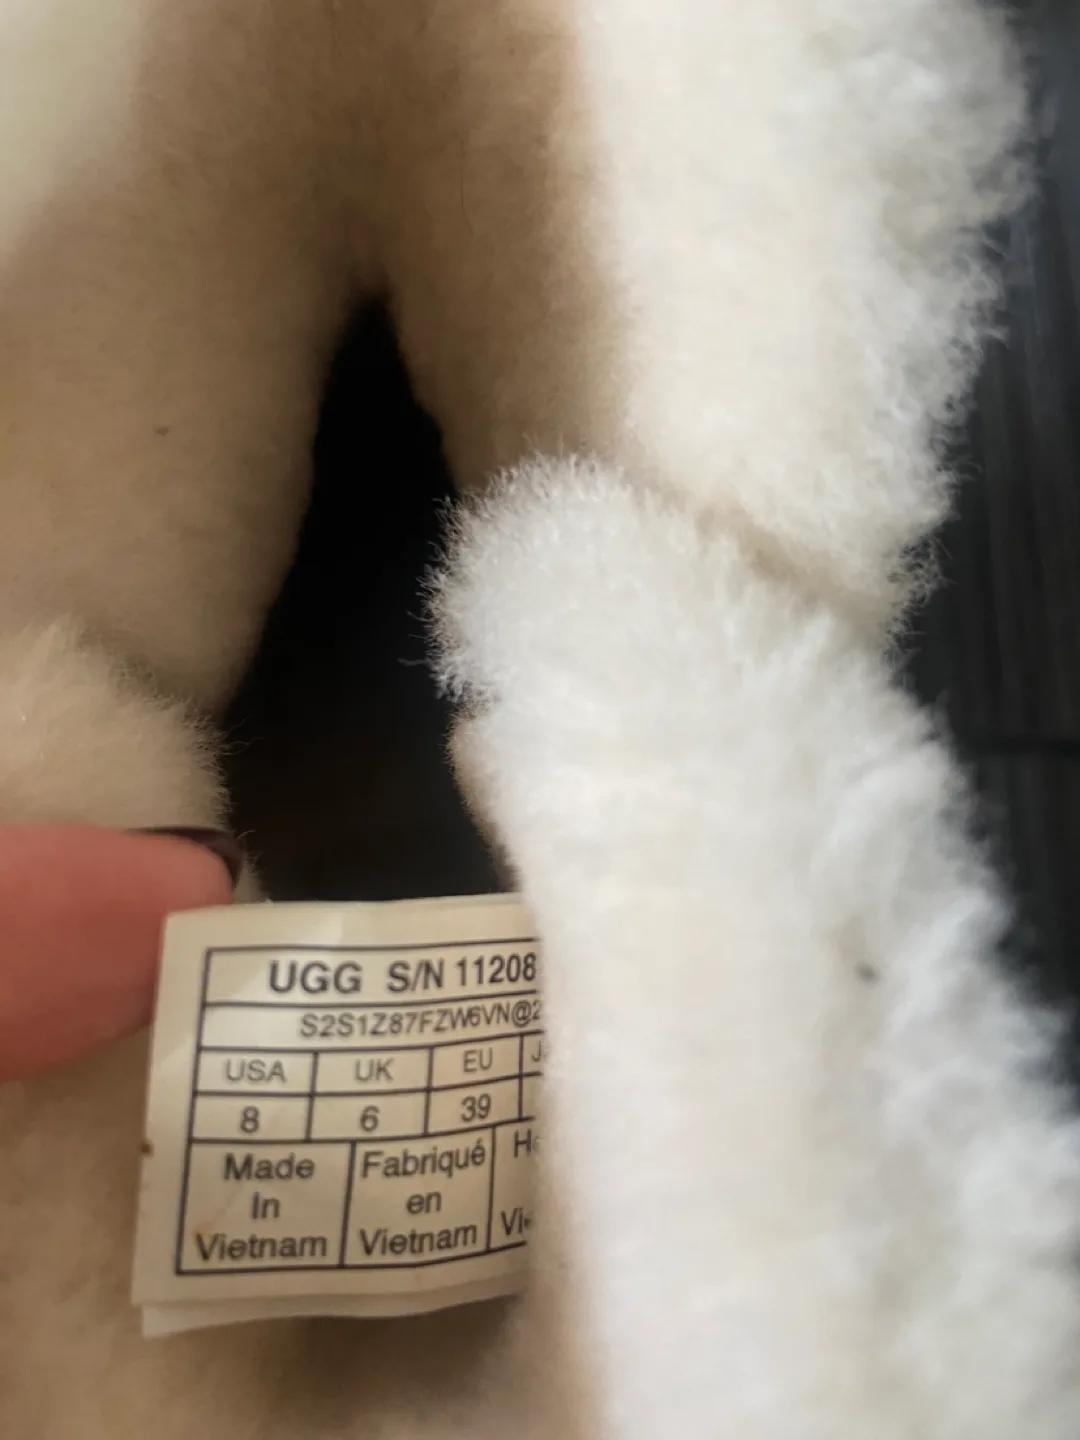 UGG S/N 11208
S2S1Z87FZW6VN@2
USA UK EU
8 6 39
Made Fabriqué
In en
Vietnam Vietnam